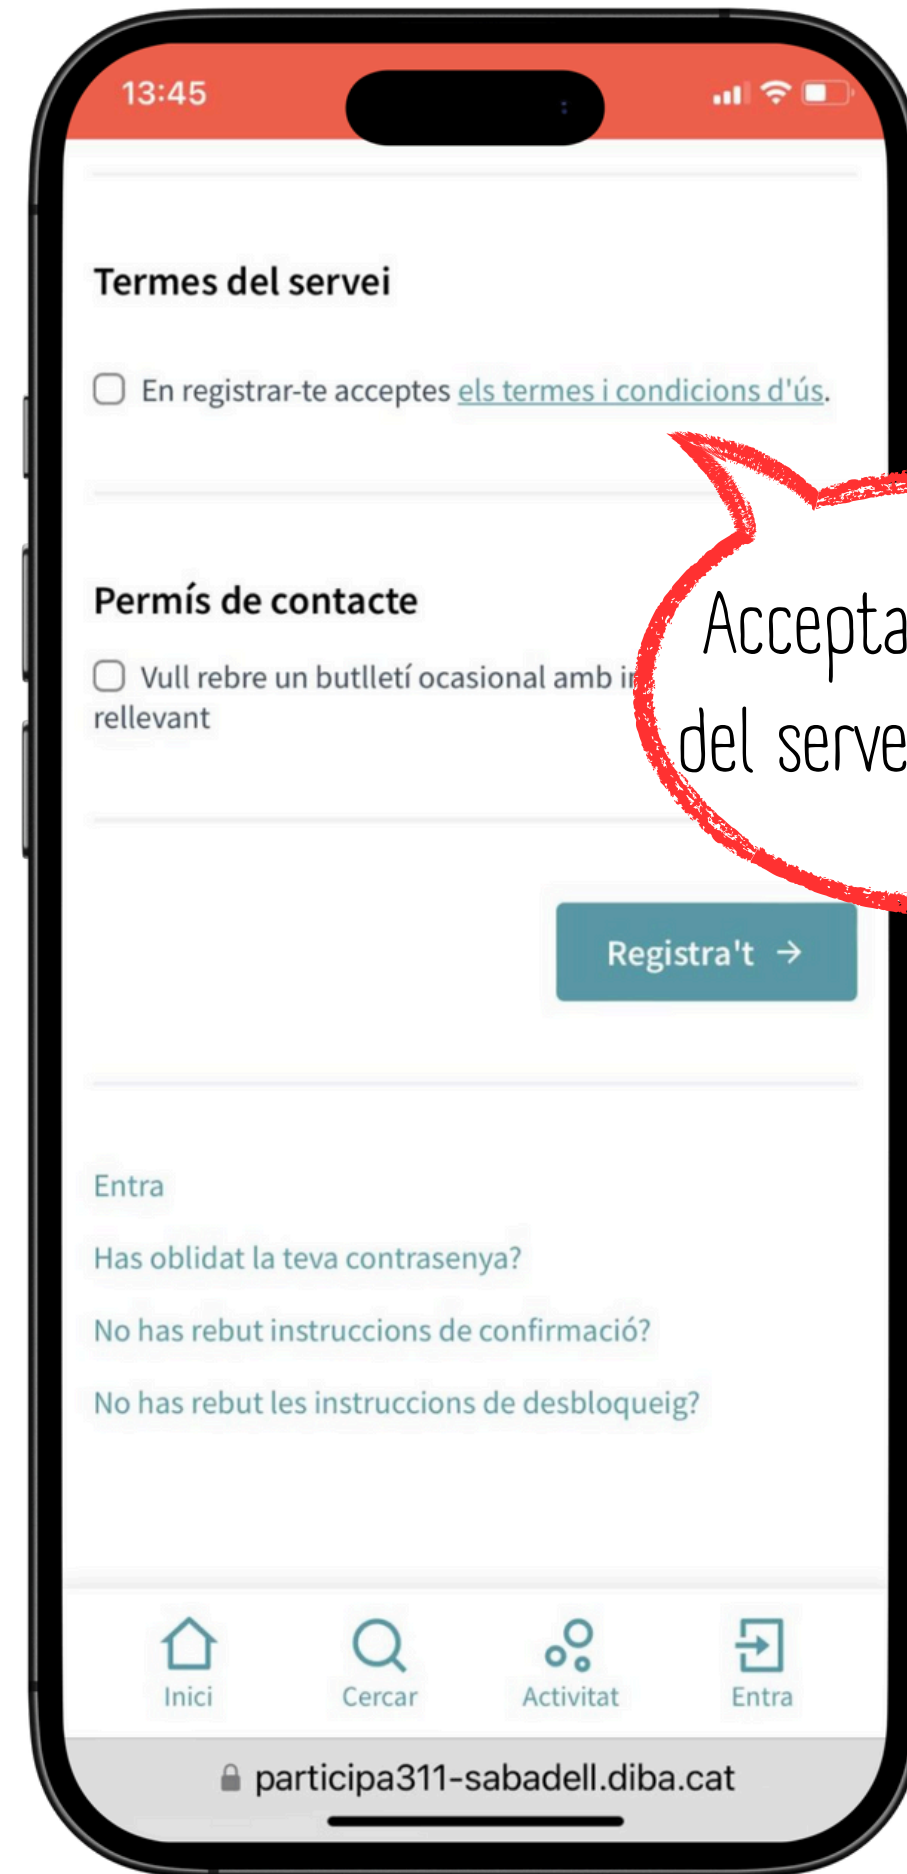 13:45
Termes del servei
En registrar-te acceptes els termes i condicions d'ús.
Permís de contacte
Vull rebre un butlletí ocasional amb
rellevant
Accepta
del serve
Registra't →
Entra
Has oblidat la teva contrasenya?
No has rebut instruccions de confirmació?
No has rebut les instruccions de desbloqueig?
Inici Cercar Activitat Entra
participa311-sabadell.diba.cat